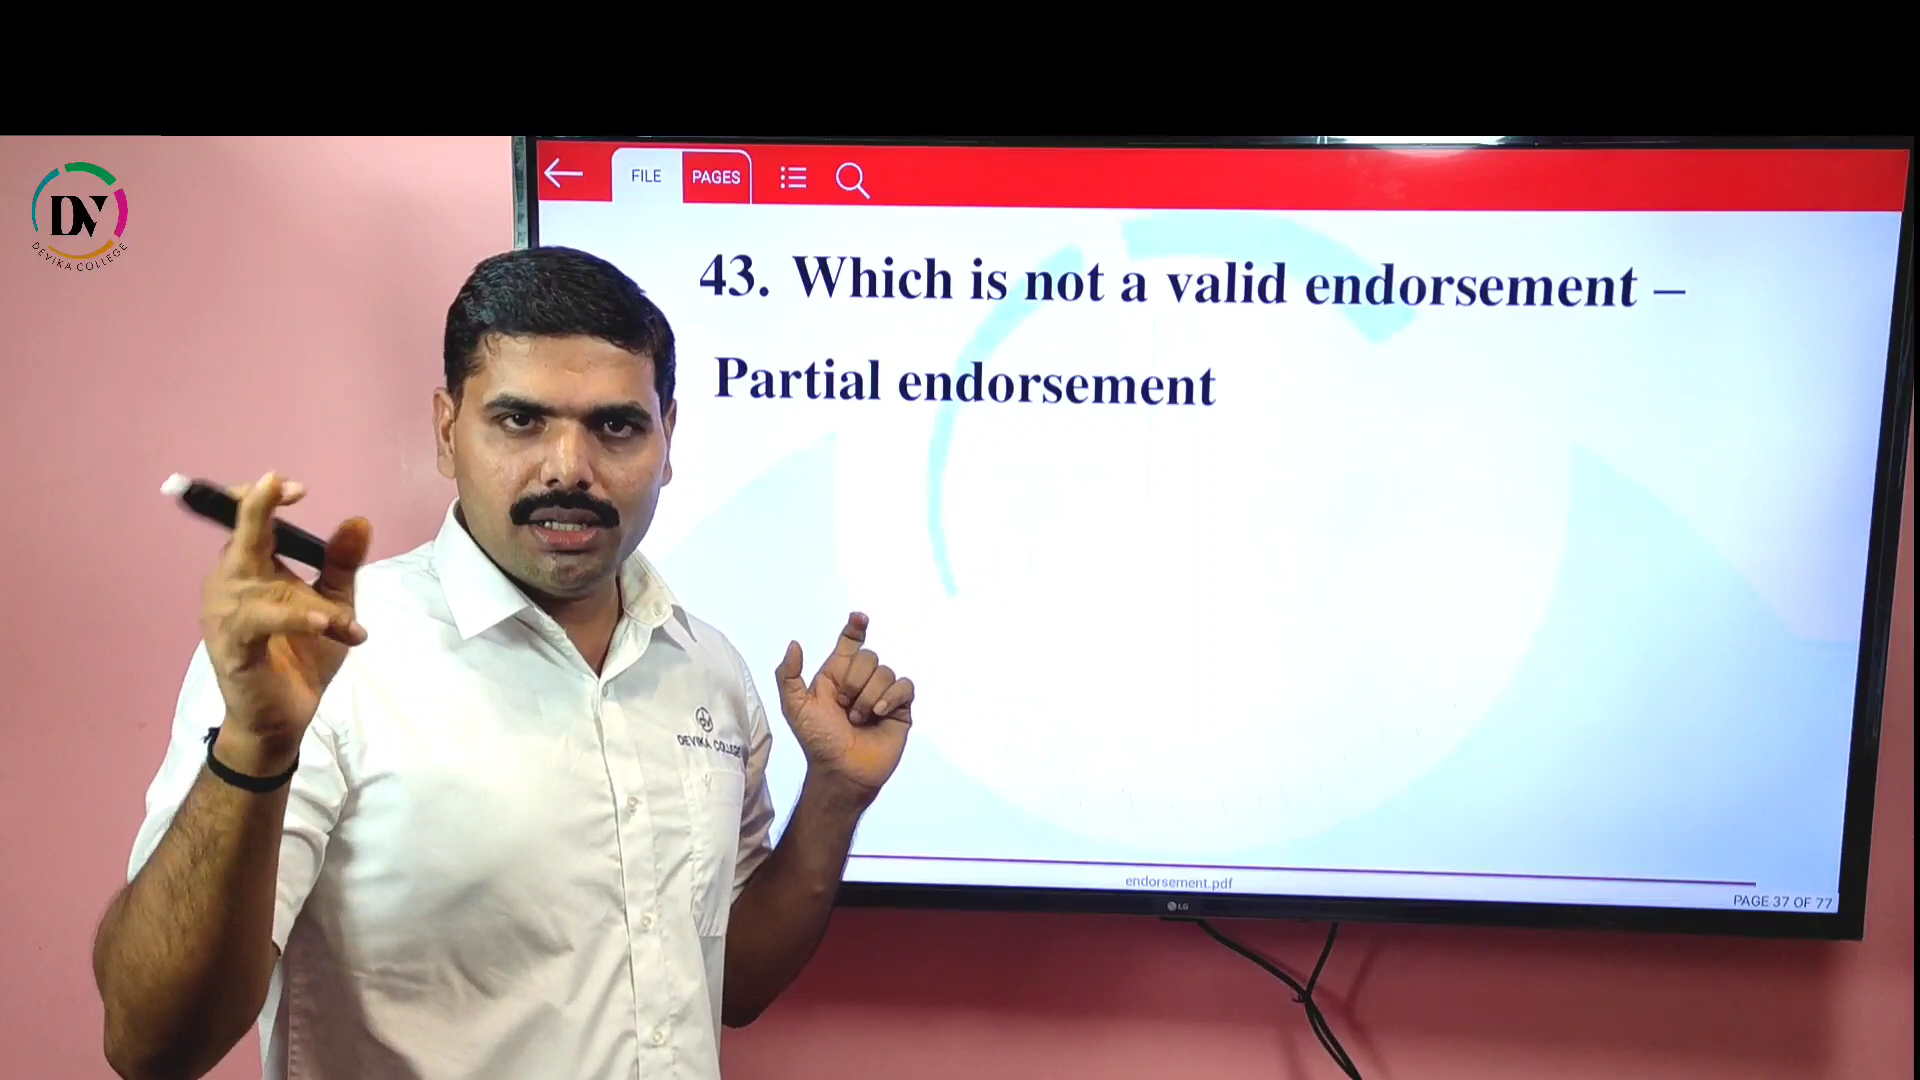 DV
DEVIKA COLLEGE
FILE
PAGES
43. Which is not a valid endorsement –
Partial endorsement
DEVIKA COLLEGE
endorsement.pdf
LG
PAGE 37 OF 77